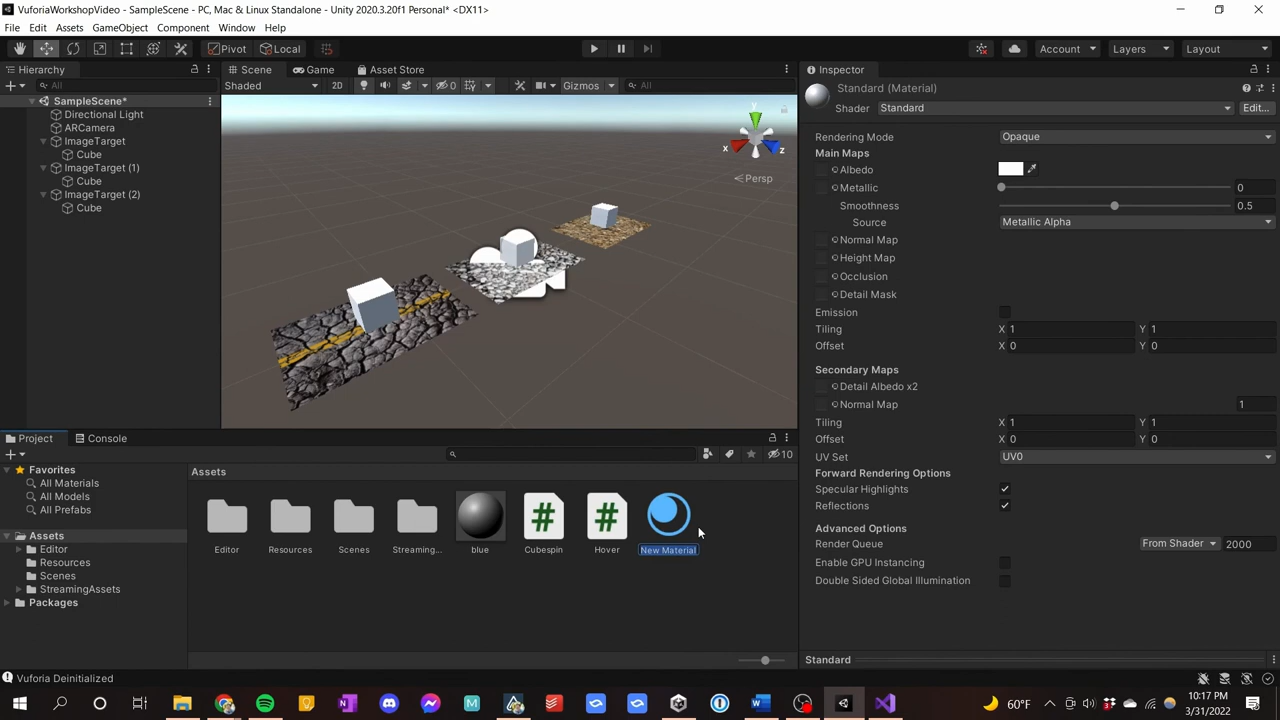 VuforiaWorkshopVideo - SampleScene - PC, Mac & Linux Standalone - Unity 2020.3.20f1 Personal* <DX11>
File Edit Assets GameObject Component Window Help
Pivot Local Account Layers Layout
Hierarchy Scene Game Asset Store Inspector
All Shaded 2D 0 Gizmos All
Standard (Material)
Shader Standard Edit...
SampleScene*
Directional Light
ARCamera
ImageTarget
Cube
ImageTarget (1)
Cube
ImageTarget (2)
Cube
y
x
z
Persp
Rendering Mode Opaque
Main Maps
Albedo
Metallic 0
Smoothness 0.5
Source Metallic Alpha
Normal Map
Height Map
Occlusion
Detail Mask
Emission
Tiling X 1 Y 1
Offset X 0 Y 0
Secondary Maps
Detail Albedo x2
Normal Map 1
Tiling X 1 Y 1
Offset X 0 Y 0
UV Set UV0
Forward Rendering Options
Specular Highlights
Reflections
Advanced Options
Render Queue From Shader 2000
Enable GPU Instancing
Double Sided Global Illumination
Standard
Project Console
10
Favorites
All Materials
All Models
All Prefabs
Assets
Editor
Resources
Scenes
StreamingAssets
Packages
Assets
Editor Resources Scenes Streaming... blue Cubespin Hover New Material
Vuforia Deinitialized
60°F
10:17 PM
3/31/2022